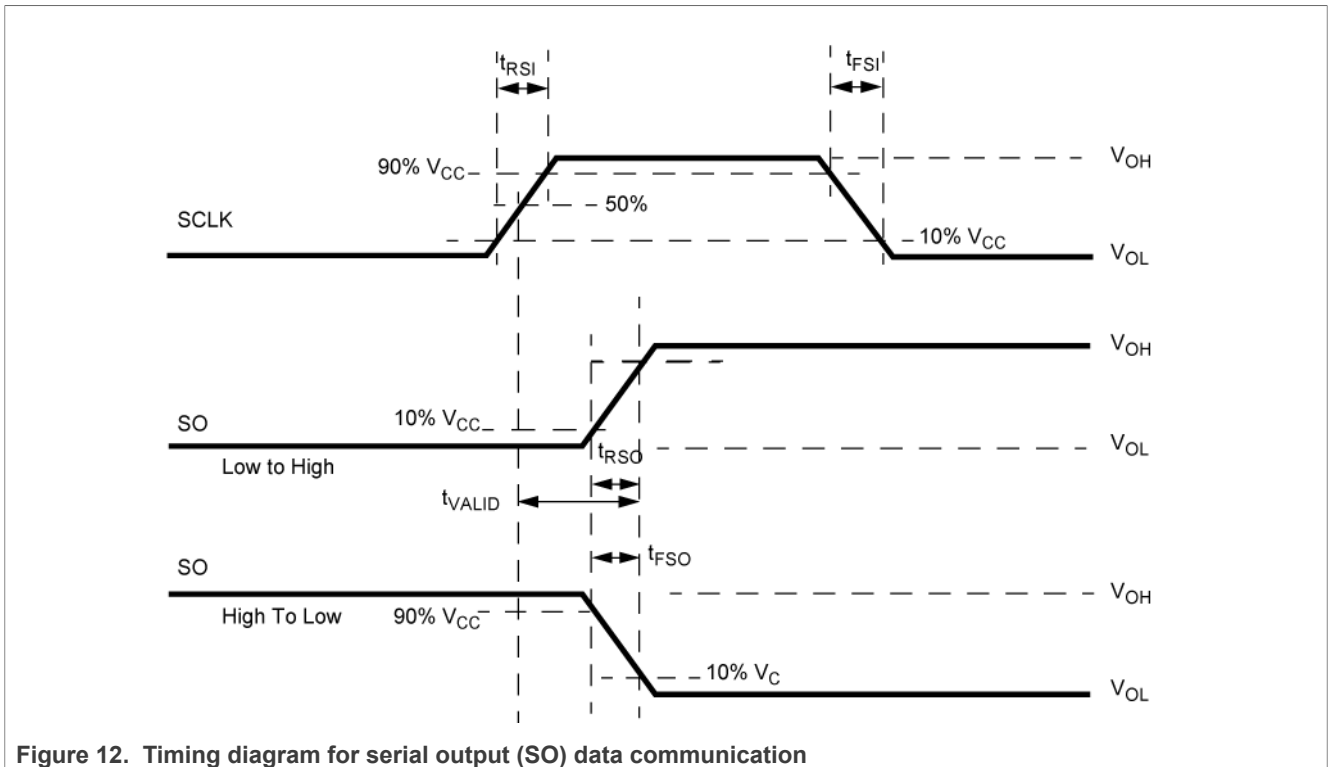 tRSI
tFSI
90% VCC
VOH
50%
SCLK
10% VCC
VOL
VOH
10% VCC
SO
VOL
Low to High
tRSO
tVALID
tFSO
SO
VOH
High To Low
90% VCC
10% VC
VOL
Figure 12. Timing diagram for serial output (SO) data communication